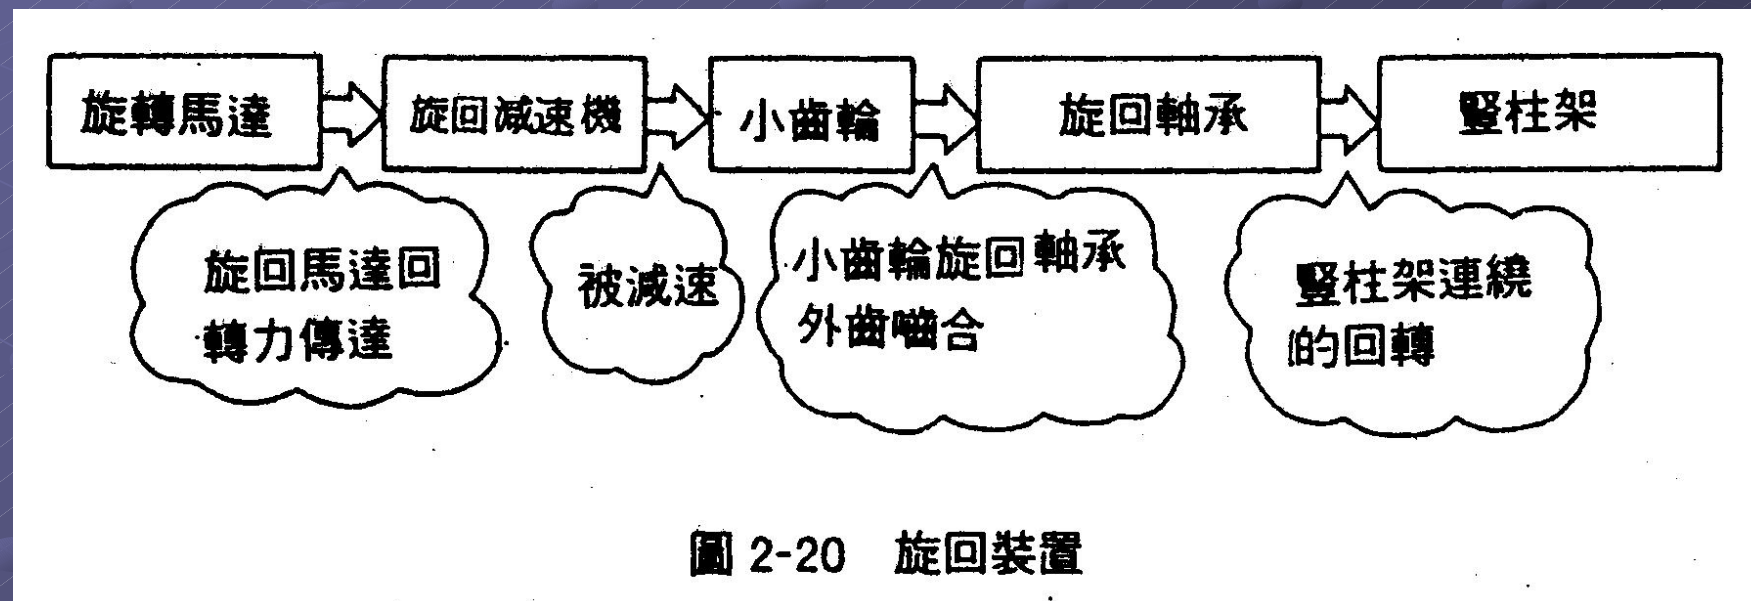 旋轉馬達
旋回減速機
小齒輪
旋回軸承
豎柱架
旋回馬達回
轉力傳達
被減速
小齒輪旋回軸承
外齒嚙合
豎柱架連繞
的回轉
圖 2-20 旋回裝置